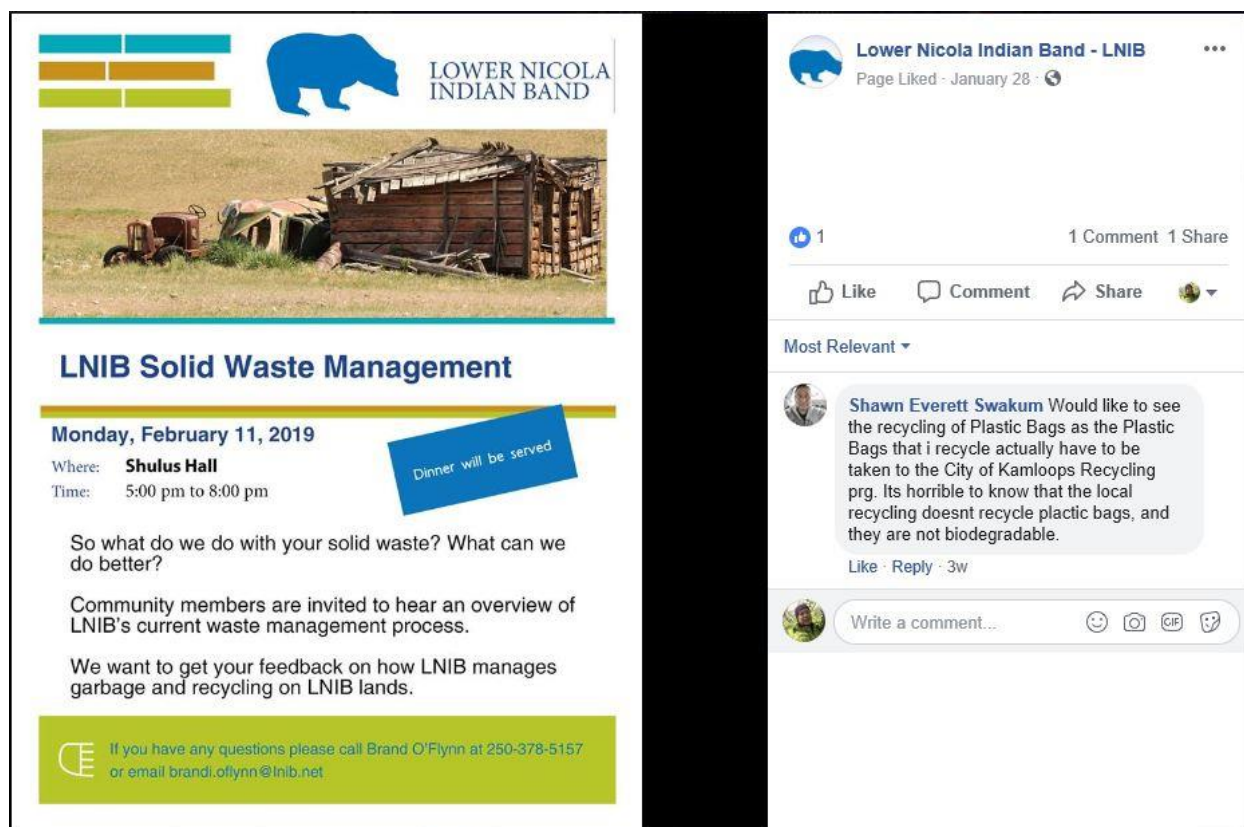 LOWER NICOLA
INDIAN BAND
LNIB Solid Waste Management
Monday, February 11, 2019
Where: Shulus Hall
Time: 5:00 pm to 8:00 pm
Dinner will be served
So what do we do with your solid waste? What can we
do better?
Community members are invited to hear an overview of
LNIB's current waste management process.
We want to get your feedback on how LNIB manages
garbage and recycling on LNIB lands.
If you have any questions please call Brand O'Flynn at 250-378-5157
or email brandi.oflynn@lnib.net
Lower Nicola Indian Band - LNIB
Page Liked · January 28 ·
1
1 Comment 1 Share
Like Comment Share
Most Relevant
Shawn Everett Swakum Would like to see
the recycling of Plastic Bags as the Plastic
Bags that i recycle actually have to be
taken to the City of Kamloops Recycling
prg. Its horrible to know that the local
recycling doesnt recycle plactic bags, and
they are not biodegradable.
Like · Reply · 3w
Write a comment...
GIF